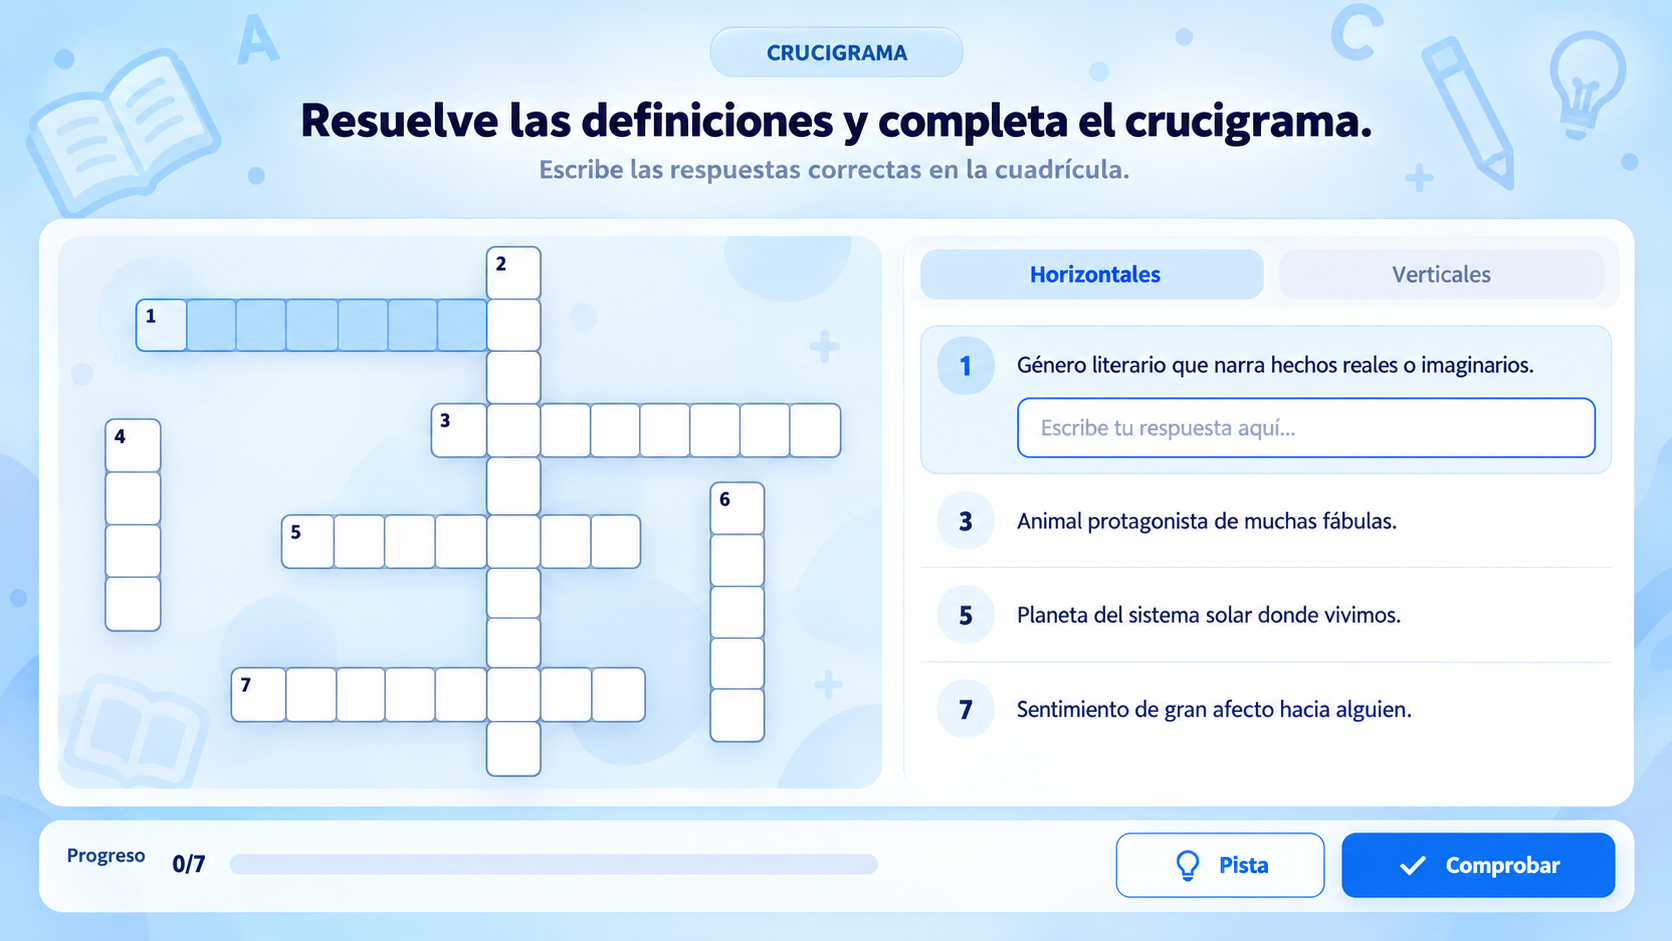 A
C
CRUCIGRAMA
Resuelve las definiciones y completa el crucigrama.
Escribe las respuestas correctas en la cuadrícula.
2
1
3
4
6
5
7
Horizontales
Verticales
1
Género literario que narra hechos reales o imaginarios.
Escribe tu respuesta aquí...
3
Animal protagonista de muchas fábulas.
5
Planeta del sistema solar donde vivimos.
7
Sentimiento de gran afecto hacia alguien.
Progreso
0/7
Pista
Comprobar